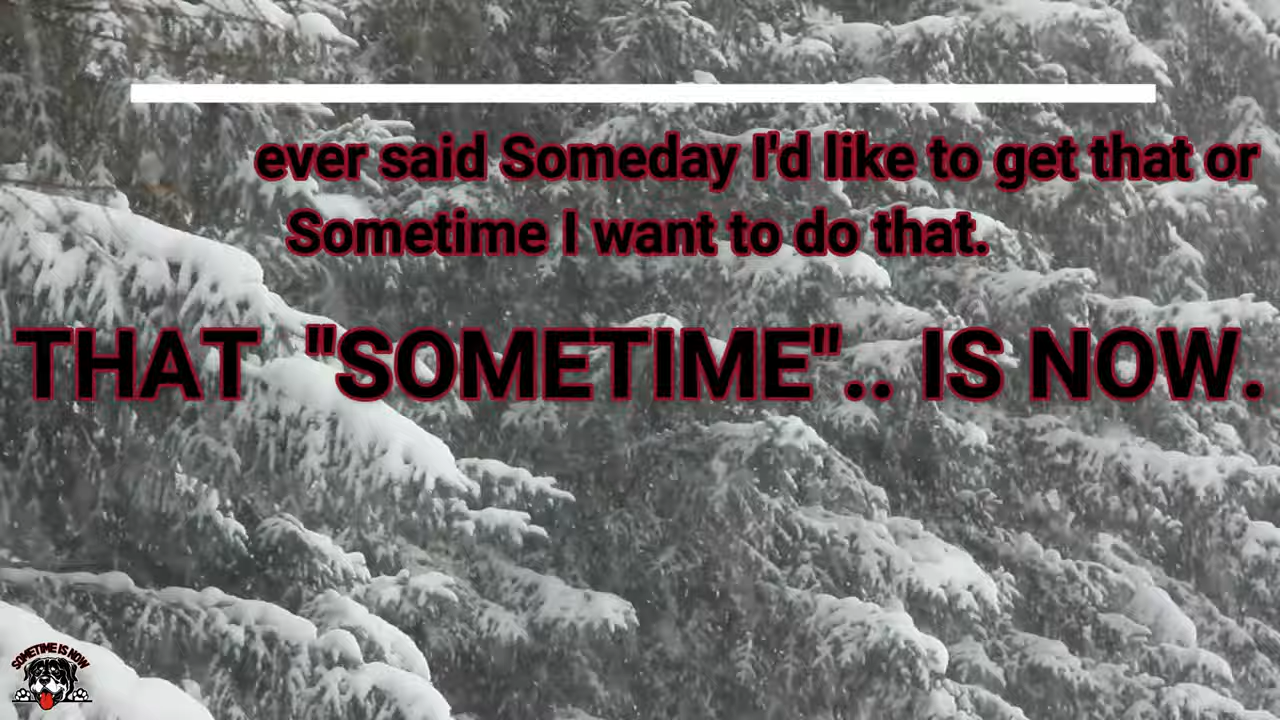 ever said Someday I'd like to get that or
Sometime I want to do that.
THAT "SOMETIME".. IS NOW.
SOMETIME IS NOW